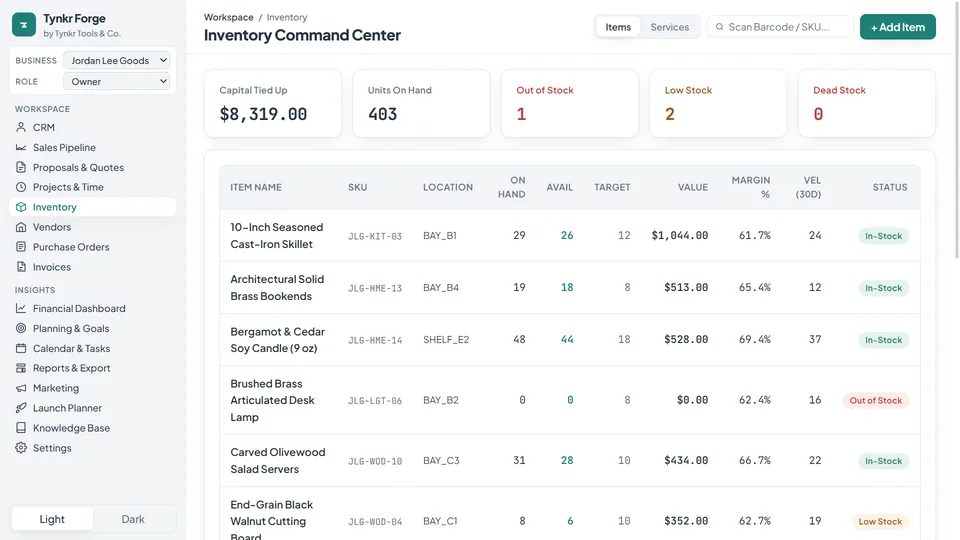 Tynkr Forge
by Tynkr Tools & Co.
BUSINESS Jordan Lee Goods
ROLE Owner
WORKSPACE
CRM
Sales Pipeline
Proposals & Quotes
Projects & Time
Inventory
Vendors
Purchase Orders
Invoices
INSIGHTS
Financial Dashboard
Planning & Goals
Calendar & Tasks
Reports & Export
Marketing
Launch Planner
Knowledge Base
Settings
Light Dark
Workspace / Inventory
Inventory Command Center
Items Services
Scan Barcode / SKU...
+ Add Item
Capital Tied Up
$8,319.00
Units On Hand
403
Out of Stock
1
Low Stock
2
Dead Stock
0
ITEM NAME SKU LOCATION ON HAND AVAIL TARGET VALUE MARGIN % VEL (30D) STATUS
10-Inch Seasoned
Cast-Iron Skillet
JLG-KIT-03 BAY_B1 29 26 12 $1,044.00 61.7% 24 In-Stock
Architectural Solid
Brass Bookends
JLG-HME-13 BAY_B4 19 18 8 $513.00 65.4% 12 In-Stock
Bergamot & Cedar
Soy Candle (9 oz)
JLG-HME-14 SHELF_E2 48 44 18 $528.00 69.4% 37 In-Stock
Brushed Brass
Articulated Desk
Lamp
JLG-LGT-06 BAY_B2 0 0 8 $0.00 62.4% 16 Out of Stock
Carved Olivewood
Salad Servers
JLG-WOD-10 BAY_C3 31 28 10 $434.00 66.7% 22 In-Stock
End-Grain Black
Walnut Cutting
Board
JLG-WOD-04 BAY_C1 8 6 10 $352.00 62.7% 19 Low Stock